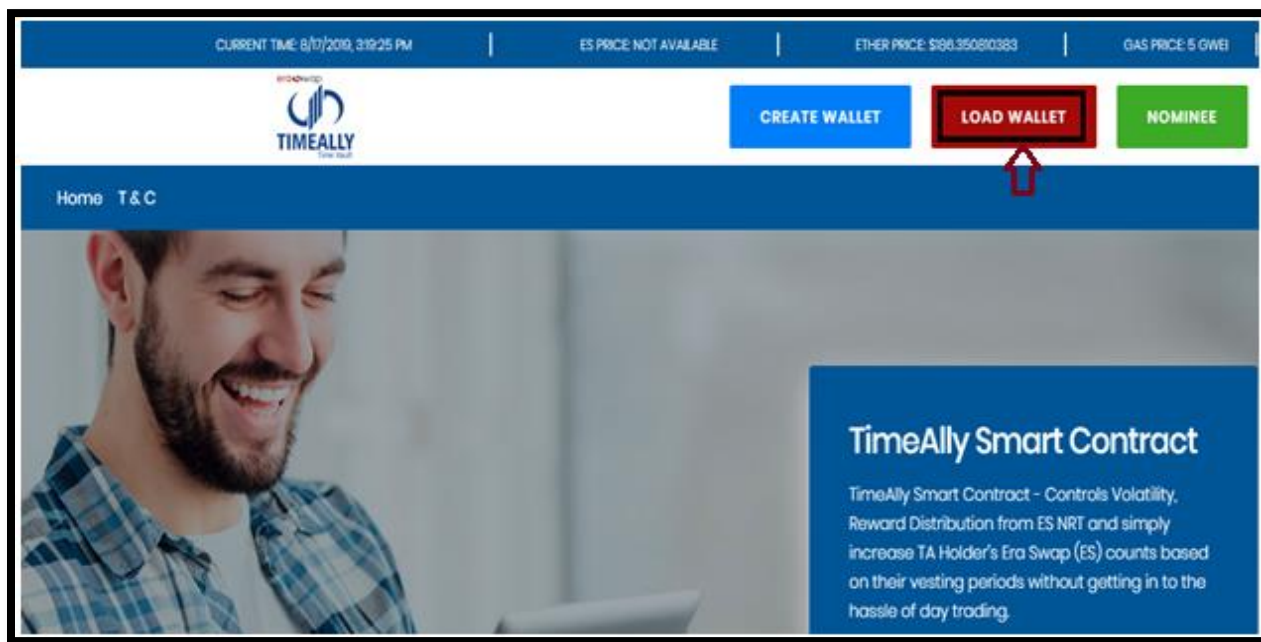 CURRENT TIME: 8/17/2019, 3:19:25 PM | ES PRICE: NOT AVAILABLE | ETHER PRICE: $186.350810383 | GAS PRICE: 5 GWEI
eraswap
TIMEALLY
Time Vault
CREATE WALLET
LOAD WALLET
NOMINEE
Home T & C
TimeAlly Smart Contract
TimeAlly Smart Contract - Controls Volatility,
Reward Distribution from ES NRT and simply
increase TA Holder's Era Swap (ES) counts based
on their vesting periods without getting in to the
hassle of day trading.